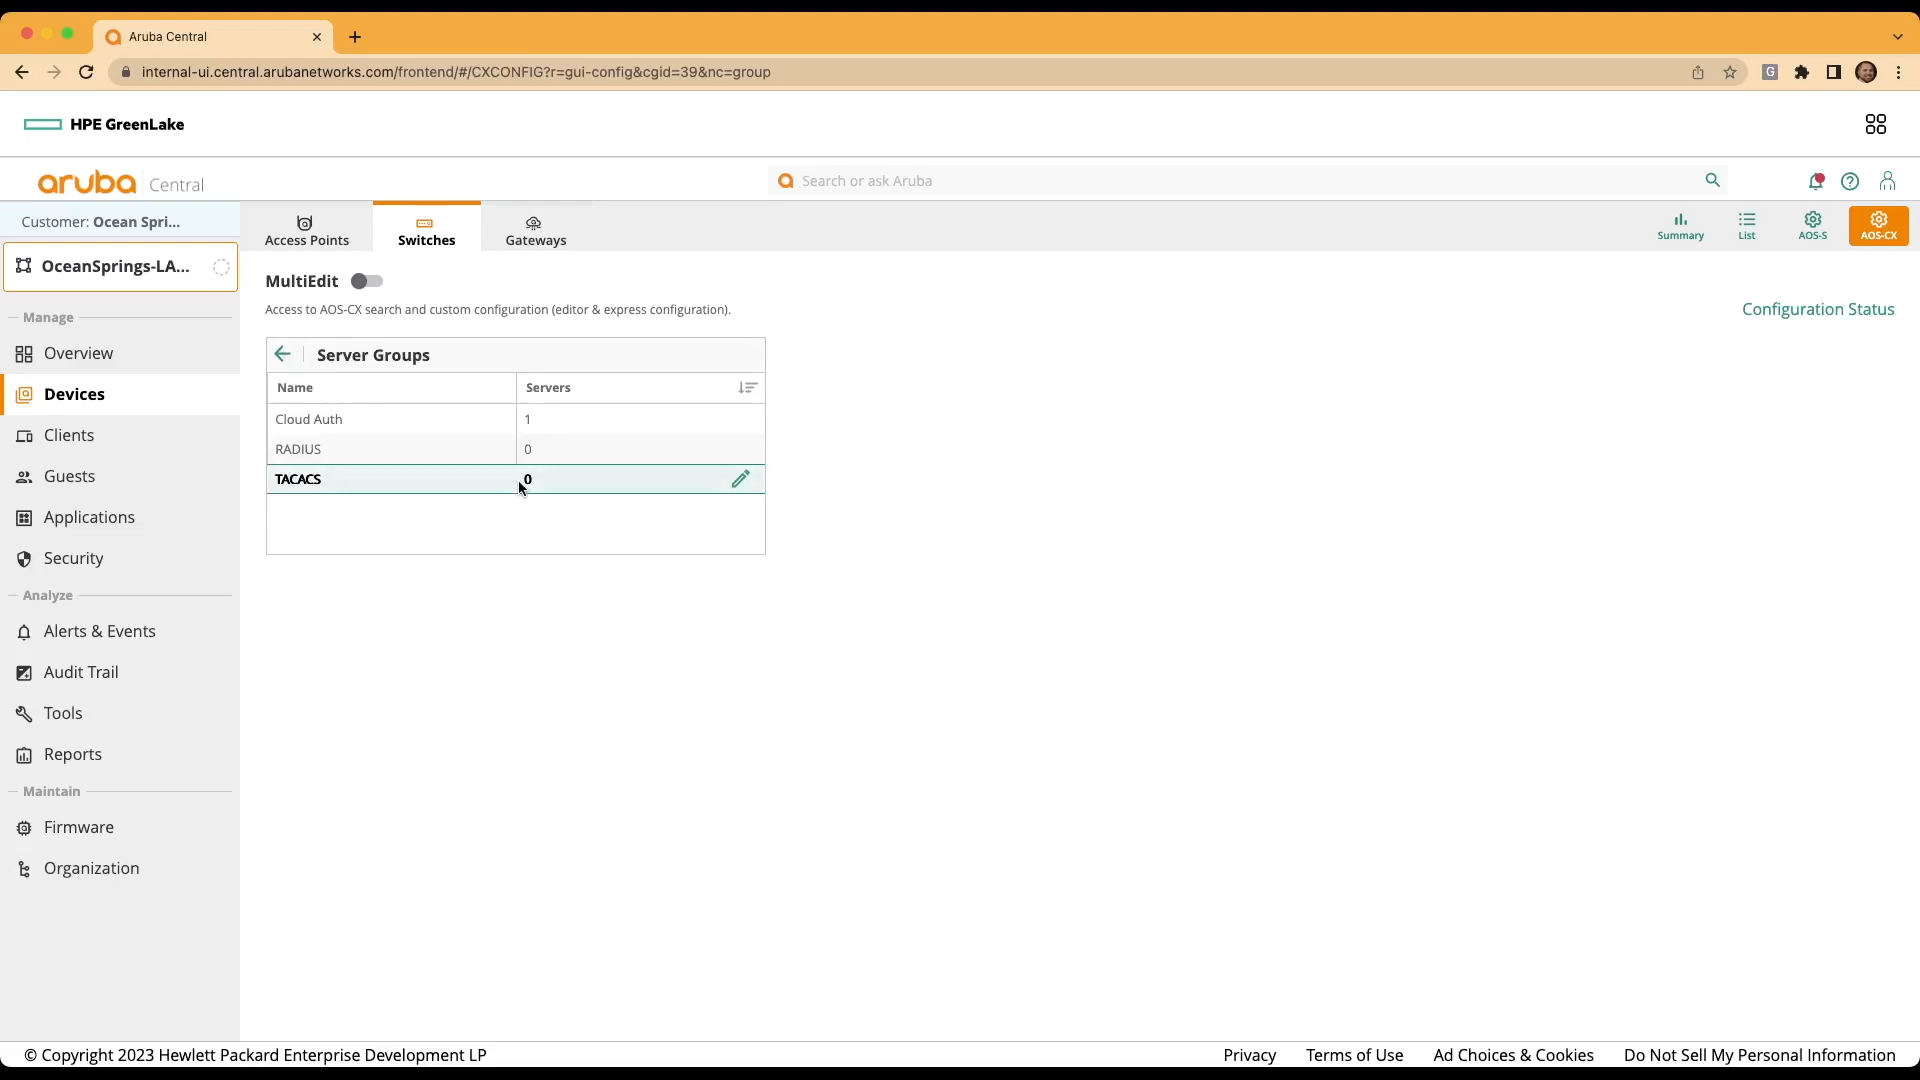 Aruba Central
internal-ui.central.arubanetworks.com/frontend/#/CXCONFIG?r=gui-config&cgid=39&nc=group
G
HPE GreenLake
aruba Central
Search or ask Aruba
Customer: Ocean Spri...
Access Points
Switches
Gateways
Summary
List
AOS-S
AOS-CX
OceanSprings-LA...
MultiEdit
Access to AOS-CX search and custom configuration (editor & express configuration).
Configuration Status
Manage
Overview
Devices
Clients
Guests
Applications
Security
Analyze
Alerts & Events
Audit Trail
Tools
Reports
Maintain
Firmware
Organization
Server Groups
Name Servers
Cloud Auth 1
RADIUS 0
TACACS 0
© Copyright 2023 Hewlett Packard Enterprise Development LP
Privacy Terms of Use Ad Choices & Cookies Do Not Sell My Personal Information